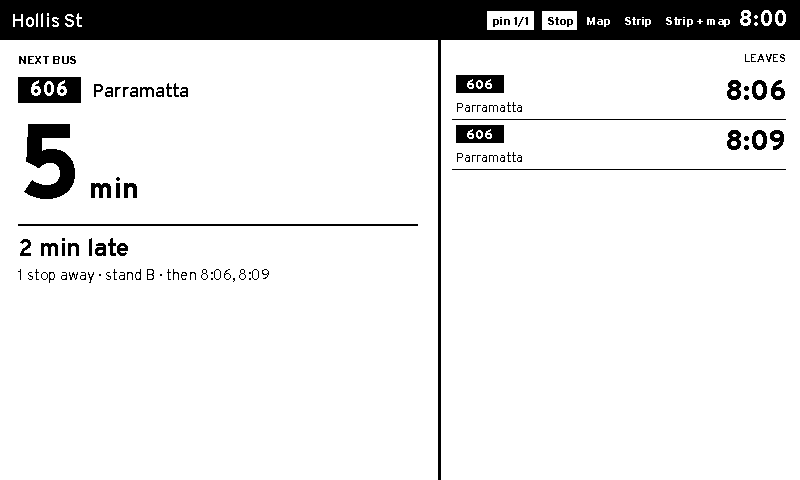 Hollis St
pin 1/1 Stop Map Strip Strip + map 8:00
NEXT BUS
606 Parramatta
5 min
2 min late
1 stop away · stand B · then 8:06, 8:09
LEAVES
606 8:06
Parramatta
606 8:09
Parramatta